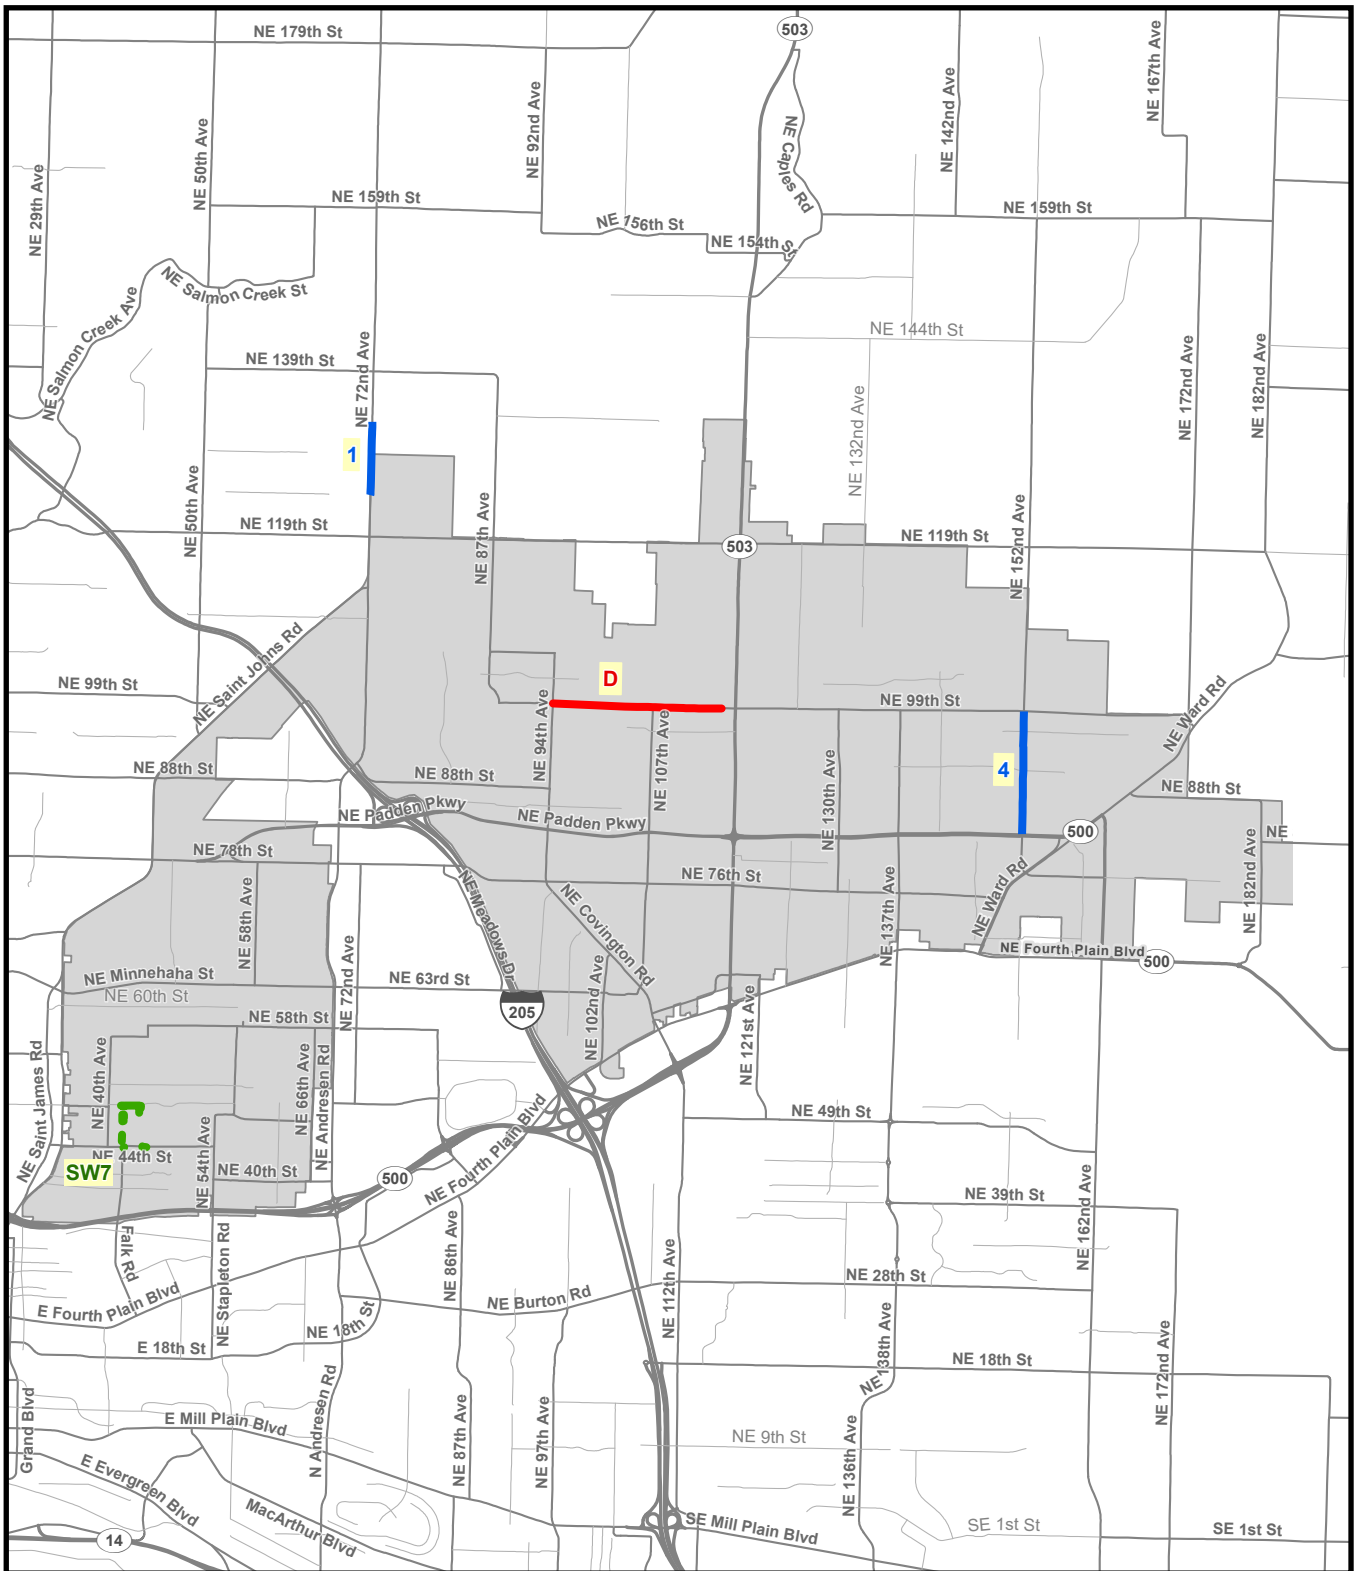 NE 179th St
503
NE 167th Ave
NE 142nd Ave
NE 92nd Ave
NE 50th Ave
NE 29th Ave
NE Caples Rd
NE 159th St
NE 159th St
NE 156th St
NE 154th St
NE Salmon Creek St
NE Salmon Creek Ave
NE 144th St
NE 139th St
NE 72nd Ave
NE 172nd Ave
NE 182nd Ave
NE 132nd Ave
1
NE 50th Ave
NE 87th Ave
NE 152nd Ave
NE 119th St
503
NE 119th St
NE Saint Johns Rd
NE 99th St
D
NE 99th St
NE Ward Rd
NE 94th Ave
NE 107th Ave
NE 130th Ave
4
NE 88th St
NE 88th St
NE 88th St
NE Padden Pkwy
NE Padden Pkwy
500
NE
NE 78th St
NE 76th St
NE 58th Ave
NE Meadows Dr
NE Covington Rd
NE 137th Ave
NE Ward Rd
NE 182nd Ave
NE Fourth Plain Blvd
500
NE 72nd Ave
NE Minnehaha St
NE 63rd St
NE 60th St
205
NE 102nd Ave
NE 121st Ave
NE 58th St
NE Saint James Rd
NE 40th Ave
NE 66th Ave
NE Andresen Rd
NE 49th St
NE 44th St
SW7
NE 54th Ave
NE 40th St
500
NE Fourth Plain Blvd
NE 39th St
NE 162nd Ave
Falk Rd
NE Stapleton Rd
NE 86th Ave
NE 112th Ave
NE 28th St
E Fourth Plain Blvd
NE Burton Rd
NE 18th St
E 18th St
NE 138th Ave
NE 18th St
NE 172nd Ave
Grand Blvd
N Andresen Rd
E Mill Plain Blvd
NE 87th Ave
NE 97th Ave
NE 9th St
NE 136th Ave
E Evergreen Blvd
MacArthur Blvd
14
SE Mill Plain Blvd
SE 1st St
SE 1st St